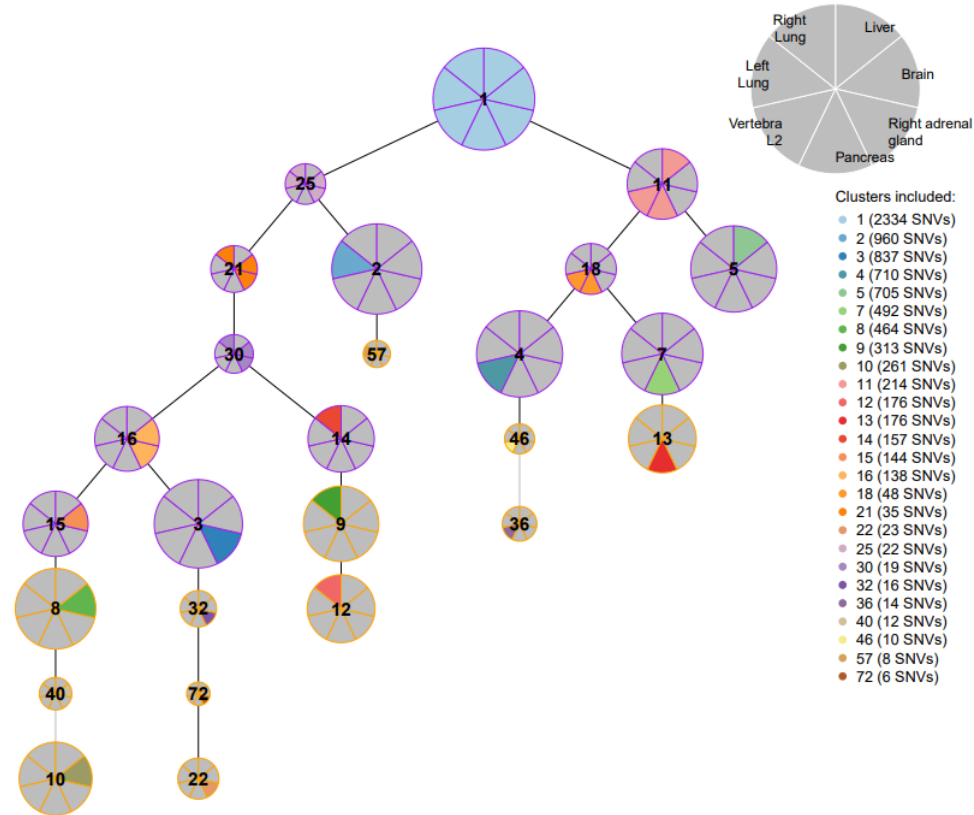 Right
Lung
Liver
Left
Lung
Brain
Vertebra
L2
Right adrenal
gland
Pancreas
1
25
11
21
2
18
5
30
57
4
7
16
14
46
13
15
3
9
36
8
32
12
40
72
10
22
Clusters included:
1 (2334 SNVs)
2 (960 SNVs)
3 (837 SNVs)
4 (710 SNVs)
5 (705 SNVs)
7 (492 SNVs)
8 (464 SNVs)
9 (313 SNVs)
10 (261 SNVs)
11 (214 SNVs)
12 (176 SNVs)
13 (176 SNVs)
14 (157 SNVs)
15 (144 SNVs)
16 (138 SNVs)
18 (48 SNVs)
21 (35 SNVs)
22 (23 SNVs)
25 (22 SNVs)
30 (19 SNVs)
32 (16 SNVs)
36 (14 SNVs)
40 (12 SNVs)
46 (10 SNVs)
57 (8 SNVs)
72 (6 SNVs)